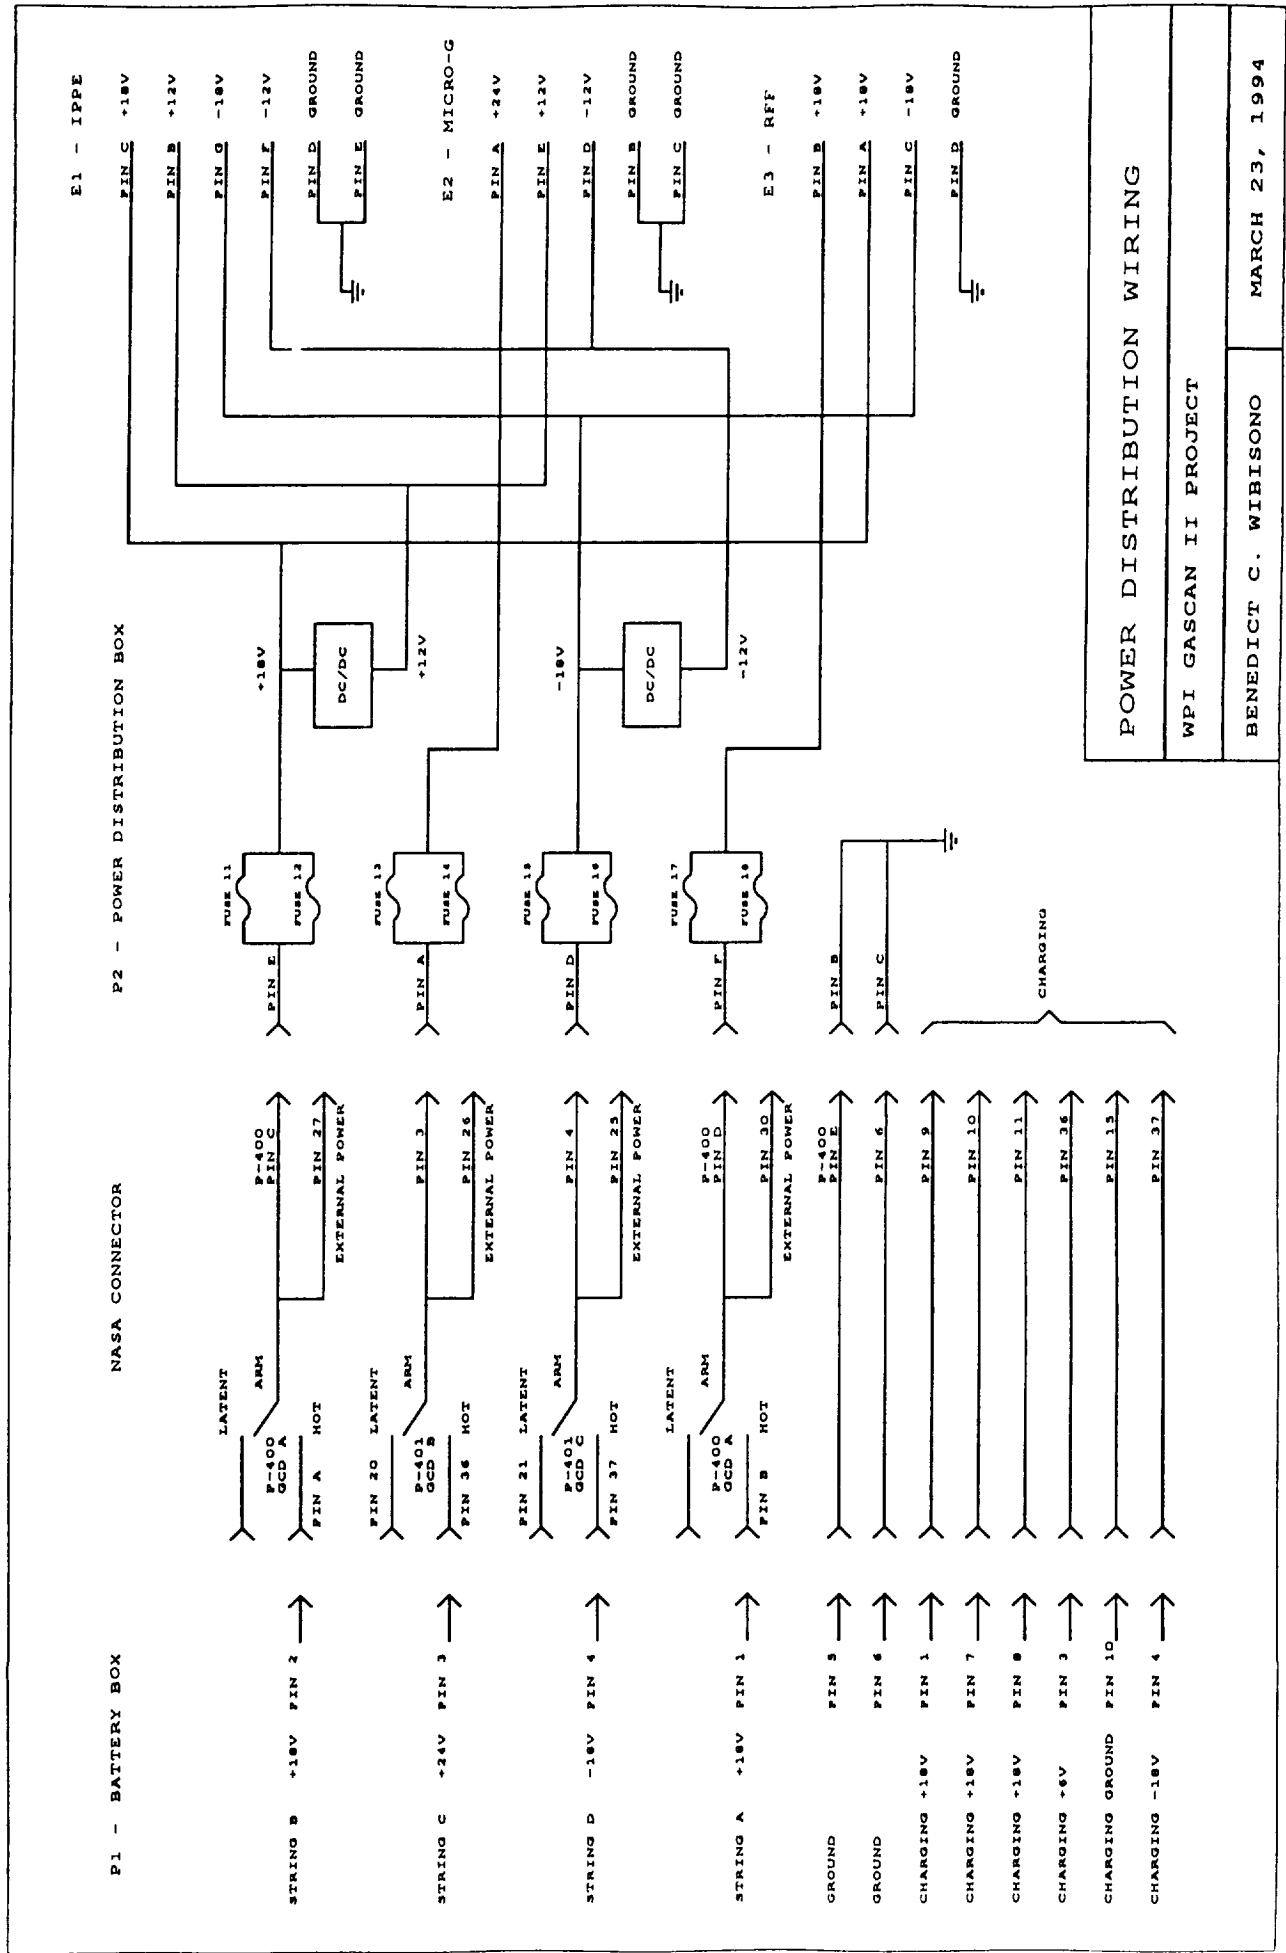 P1 - BATTERY BOX
NASA CONNECTOR
P2 - POWER DISTRIBUTION BOX
STRING B +18V PIN 2
STRING C +24V PIN 3
STRING D -18V PIN 4
STRING A +18V PIN 1
GROUND PIN 5
GROUND PIN 6
CHARGING +18V PIN 1
CHARGING +18V PIN 7
CHARGING +18V PIN 8
CHARGING +6V PIN 3
CHARGING GROUND PIN 10
CHARGING -18V PIN 4
LATENT
ARM
P-400
GCD A
PIN A HOT
P-400
PIN C
PIN 27
EXTERNAL POWER
PIN 20 LATENT
ARM
P-401
GCD B
PIN 36 HOT
PIN 3
PIN 26
EXTERNAL POWER
PIN 21 LATENT
ARM
P-401
GCD C
PIN 37 HOT
PIN 4
PIN 25
EXTERNAL POWER
LATENT
ARM
P-400
GCD A
PIN B HOT
P-400
PIN D
PIN 30
EXTERNAL POWER
P-400
PIN E
PIN 6
PIN 9
PIN 10
PIN 11
PIN 36
PIN 15
PIN 37
PIN E
FUSE 11
FUSE 12
+18V
DC/DC
+12V
PIN A
FUSE 13
FUSE 14
PIN D
FUSE 15
FUSE 16
-18V
DC/DC
-12V
PIN F
FUSE 17
FUSE 18
PIN B
PIN C
CHARGING
E1 - IPPE
PIN C +18V
PIN B +12V
PIN G -18V
PIN F -12V
PIN D GROUND
PIN E GROUND
E2 - MICRO-G
PIN A +24V
PIN E +12V
PIN D -12V
PIN B GROUND
PIN C GROUND
E3 - RFF
PIN B +18V
PIN A +18V
PIN C -18V
PIN D GROUND
POWER DISTRIBUTION WIRING
WPI GASCAN II PROJECT
BENEDICT C. WIBISONO MARCH 23, 1994